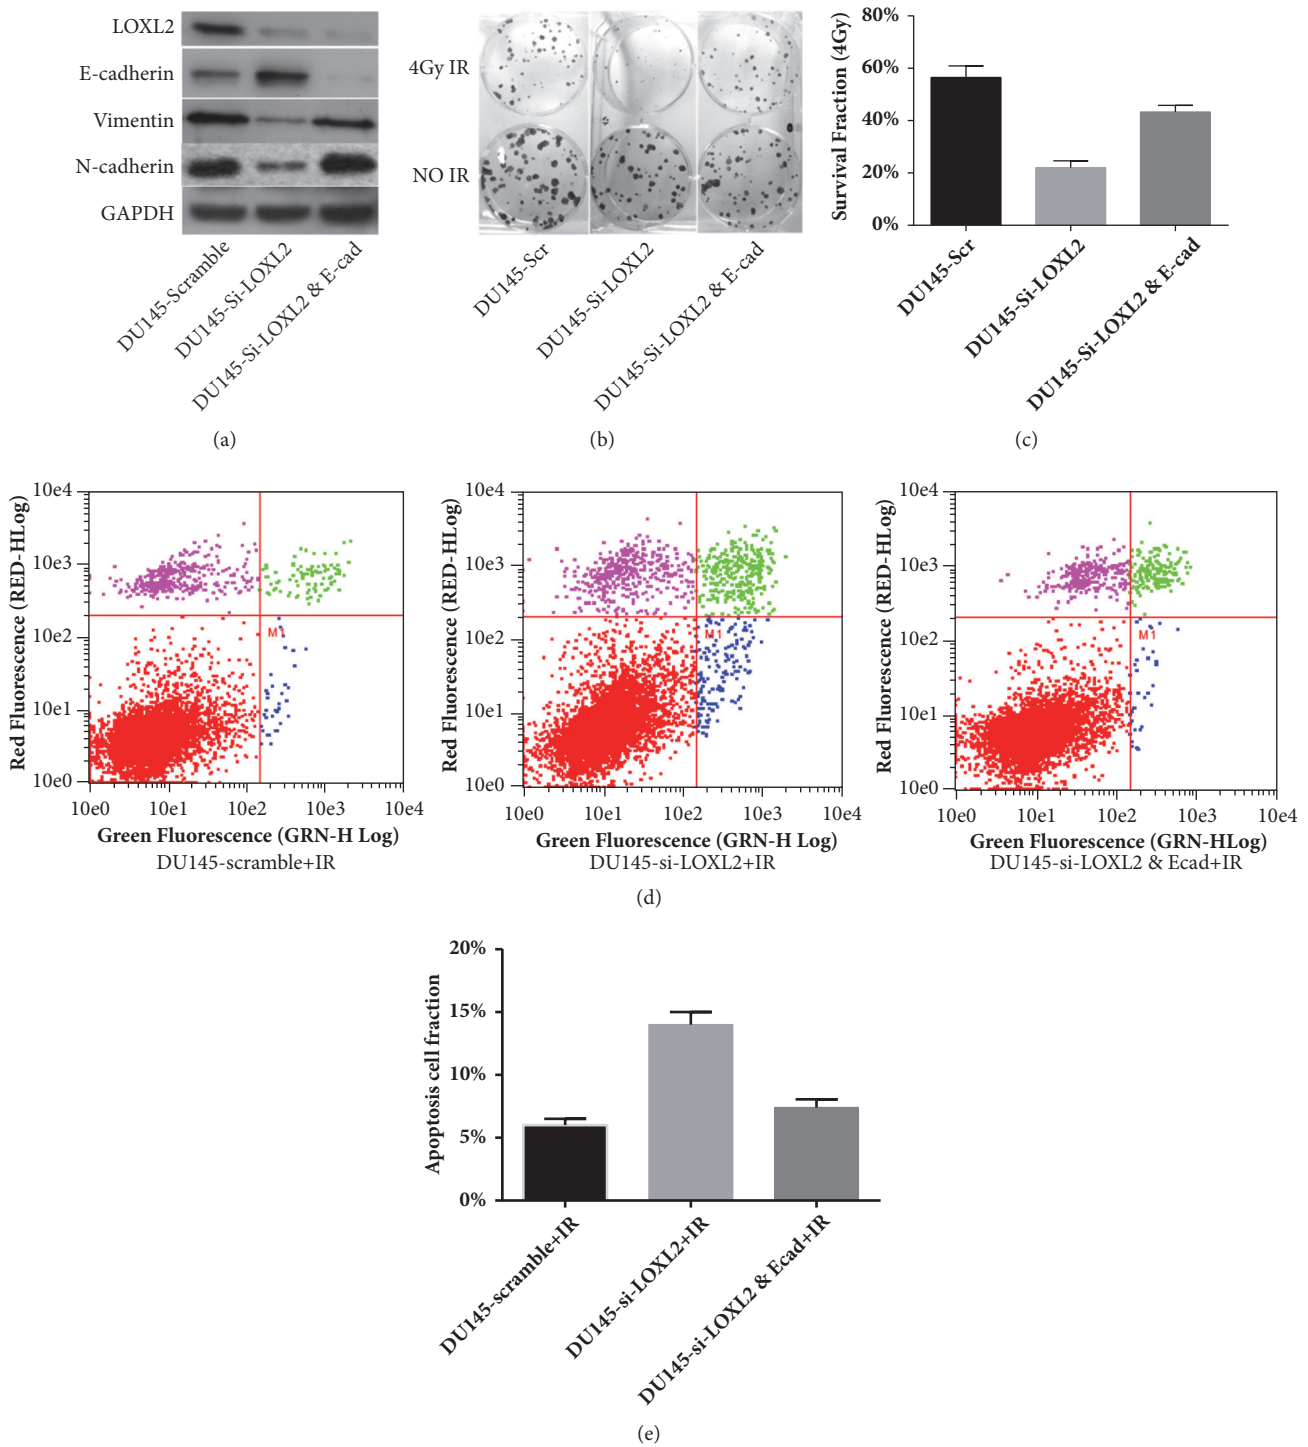 LOXL2
E-cadherin
Vimentin
N-cadherin
GAPDH
DU145-Scramble
DU145-Si-LOXL2
DU145-Si-LOXL2 & E-cad
(a)
4Gy IR
NO IR
DU145-Scr
DU145-Si-LOXL2
DU145-Si-LOXL2 & E-cad
(b)
Survival Fraction (4Gy)
80%
60%
40%
20%
0%
DU145-Scr
DU145-Si-LOXL2
DU145-Si-LOXL2 & E-cad
(c)
Red Fluorescence (RED-HLog)
10e4
10e3
10e2
10e1
10e0
M1
10e0 10e1 10e2 10e3 10e4
Green Fluorescence (GRN-H Log)
DU145-scramble+IR
Red Fluorescence (RED-HLog)
10e4
10e3
10e2
10e1
10e0
M1
10e0 10e1 10e2 10e3 10e4
Green Fluorescence (GRN-H Log)
DU145-si-LOXL2+IR
Red Fluorescence (RED-HLog)
10e4
10e3
10e2
10e1
10e0
M1
10e0 10e1 10e2 10e3 10e4
Green Fluorescence (GRN-HLog)
DU145-si-LOXL2 & Ecad+IR
(d)
Apoptosis cell fraction
20%
15%
10%
5%
0%
DU145-scramble+IR
DU145-si-LOXL2+IR
DU145-si-LOXL2 & Ecad+IR
(e)